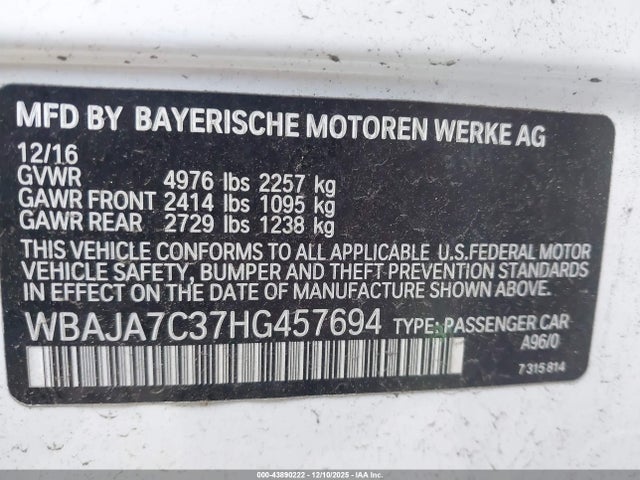 MFD BY BAYERISCHE MOTOREN WERKE AG
12/16
GVWR 4976 lbs 2257 kg
GAWR FRONT 2414 lbs 1095 kg
GAWR REAR 2729 lbs 1238 kg
THIS VEHICLE CONFORMS TO ALL APPLICABLE U.S.FEDERAL MOTOR
VEHICLE SAFETY, BUMPER AND THEFT PREVENTION STANDARDS
IN EFFECT ON THE DATE OF MANUFACTURE SHOWN ABOVE.
WBAJA7C37HG457694 TYPE: PASSENGER CAR
A96/0
7 315 814
000-43890222 - 12/10/2025 - IAA Inc.